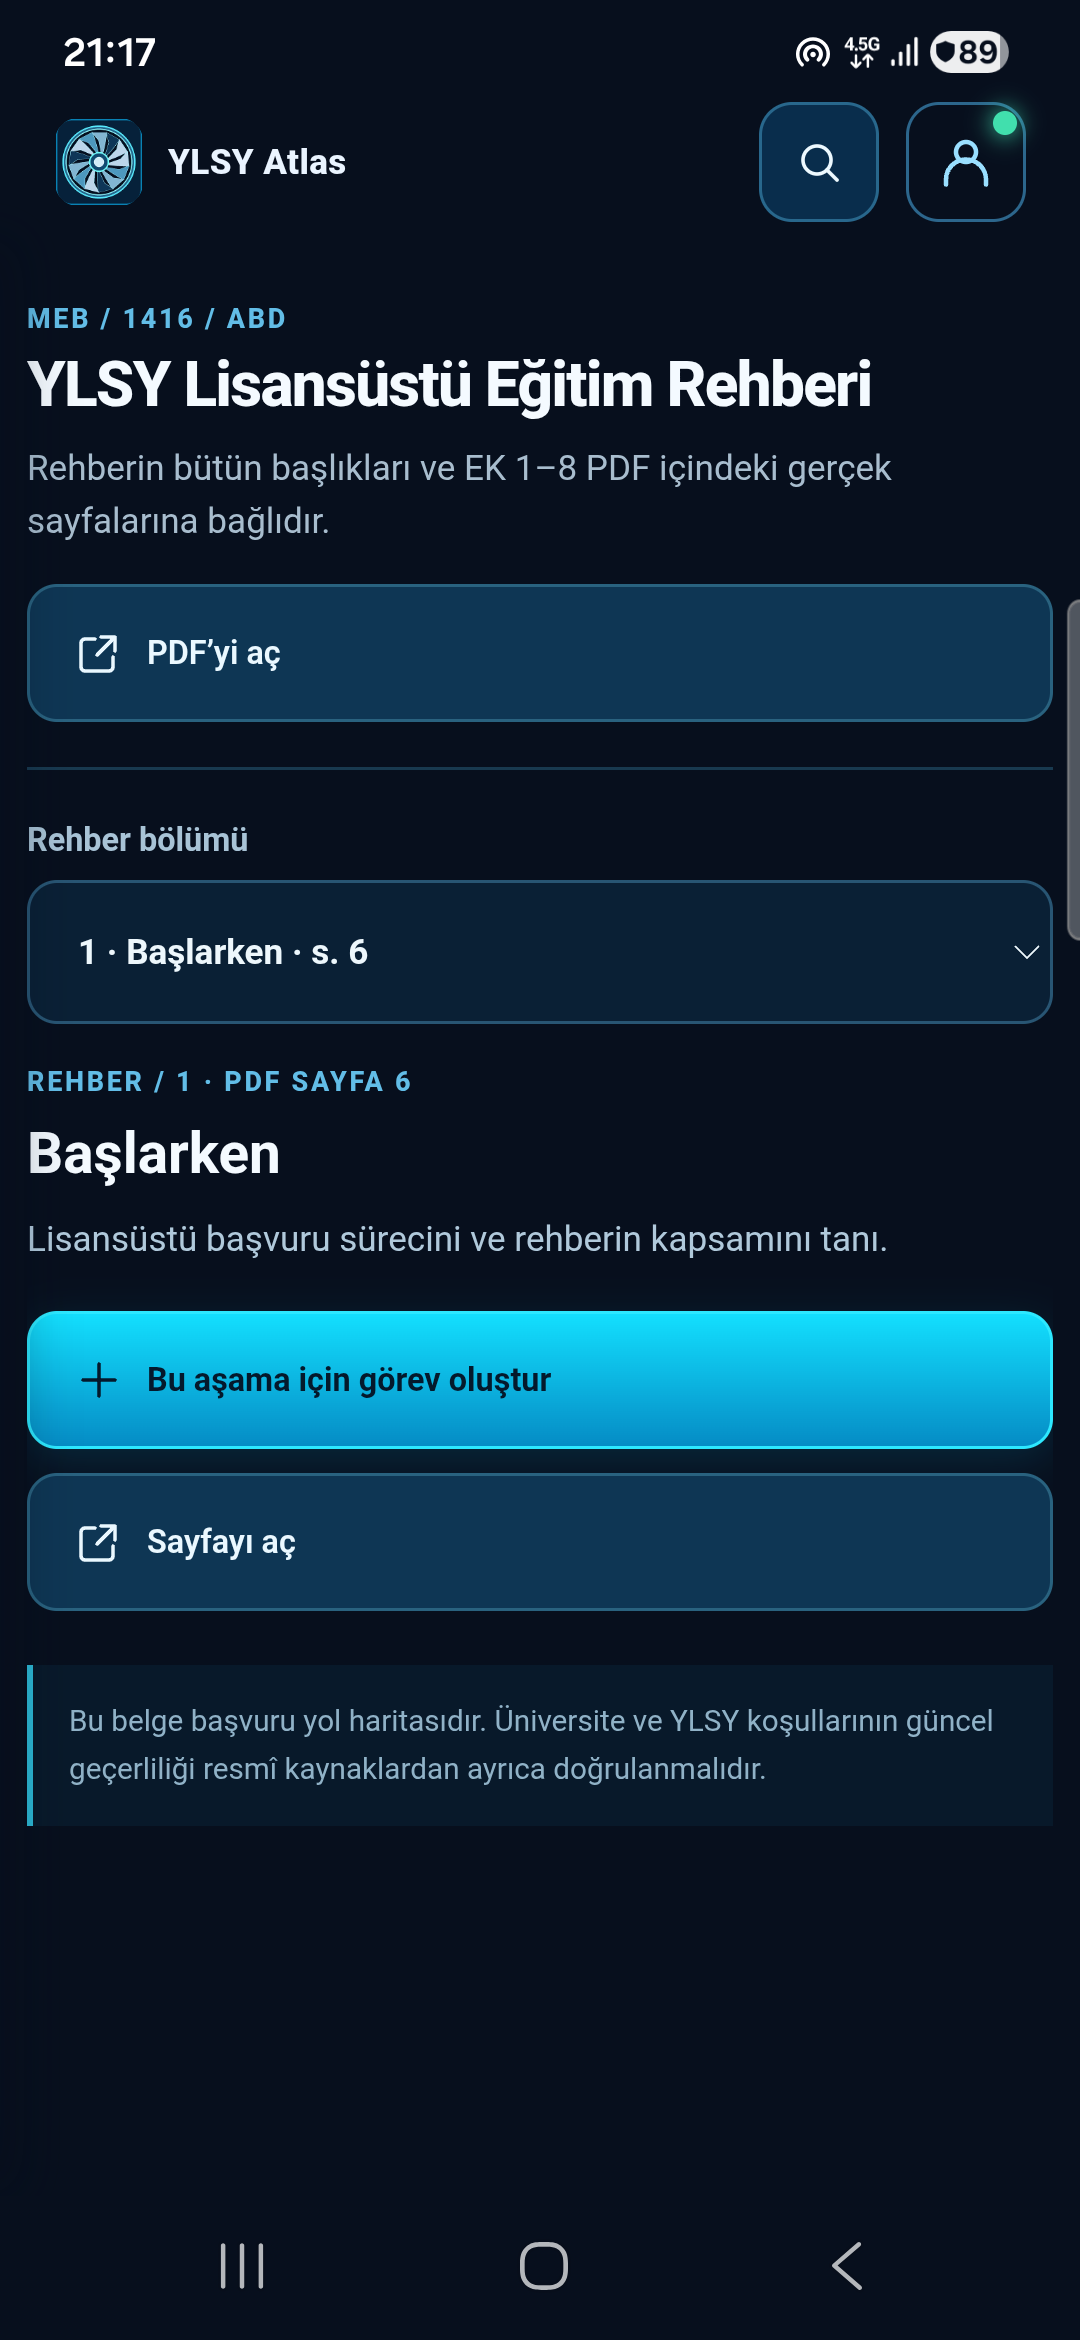 21:17
4.5G
89
YLSY Atlas
MEB / 1416 / ABD
YLSY Lisansüstü Eğitim Rehberi
Rehberin bütün başlıkları ve EK 1–8 PDF içindeki gerçek
sayfalarına bağlıdır.
PDF’yi aç
Rehber bölümü
1 · Başlarken · s. 6
REHBER / 1 · PDF SAYFA 6
Başlarken
Lisansüstü başvuru sürecini ve rehberin kapsamını tanı.
Bu aşama için görev oluştur
Sayfayı aç
Bu belge başvuru yol haritasıdır. Üniversite ve YLSY koşullarının güncel
geçerliliği resmî kaynaklardan ayrıca doğrulanmalıdır.